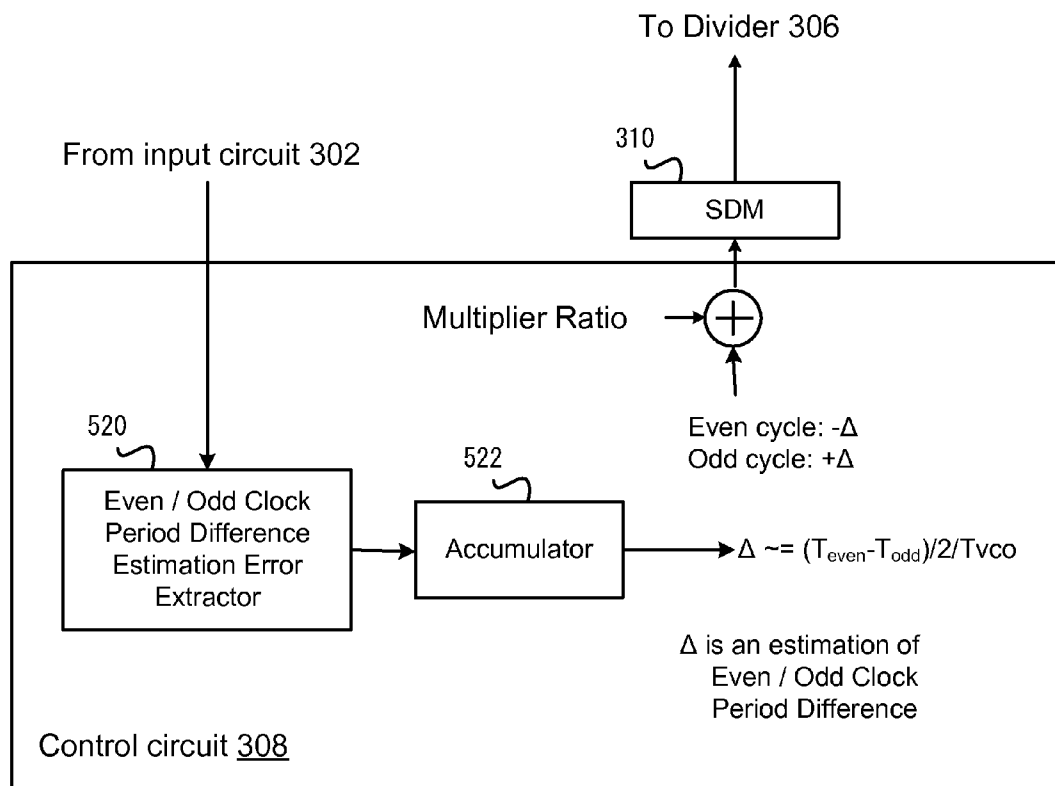 To Divider 306
From input circuit 302
310
SDM
Multiplier Ratio
+
Even cycle: -Δ
Odd cycle: +Δ
520
Even / Odd Clock
Period Difference
Estimation Error
Extractor
522
Accumulator
Δ ~= (Teven-Todd)/2/Tvco
Δ is an estimation of
Even / Odd Clock
Period Difference
Control circuit 308